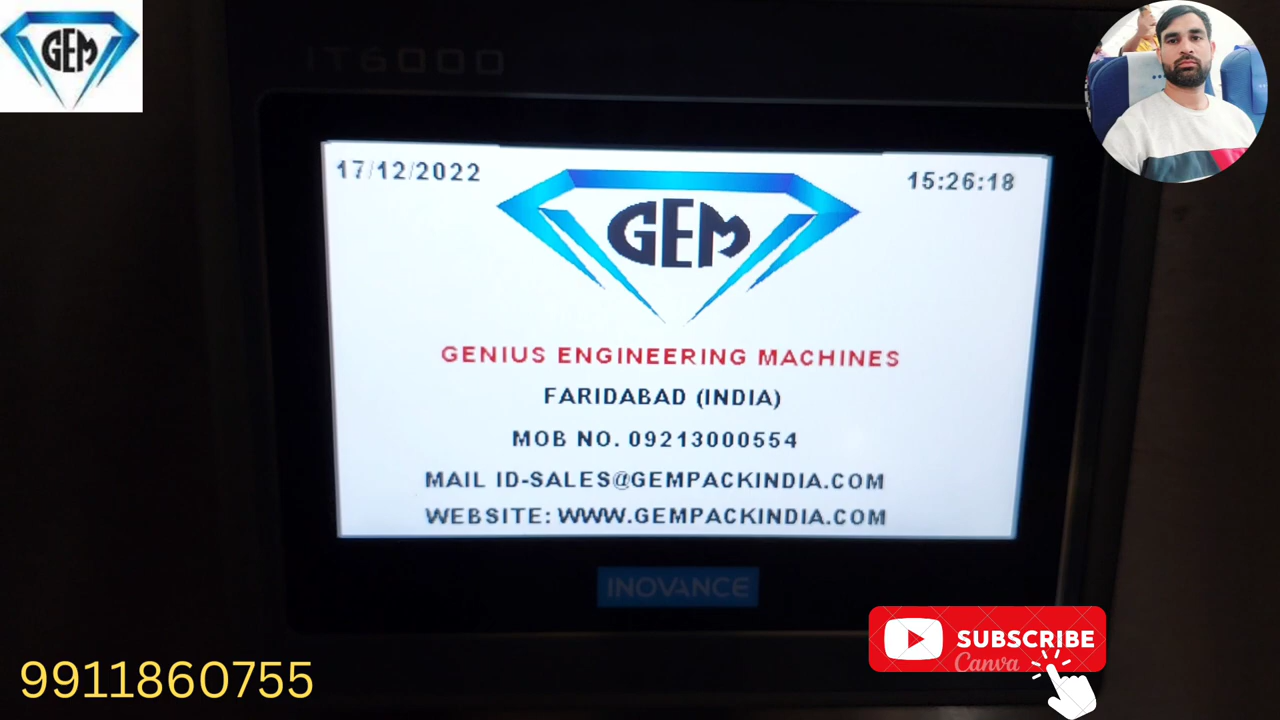 GEM
IT6000
17/12/2022
15:26:18
GEM
GENIUS ENGINEERING MACHINES
FARIDABAD (INDIA)
MOB NO. 09213000554
MAIL ID-SALES@GEMPACKINDIA.COM
WEBSITE: WWW.GEMPACKINDIA.COM
INOVANCE
SUBSCRIBE
Canva
9911860755